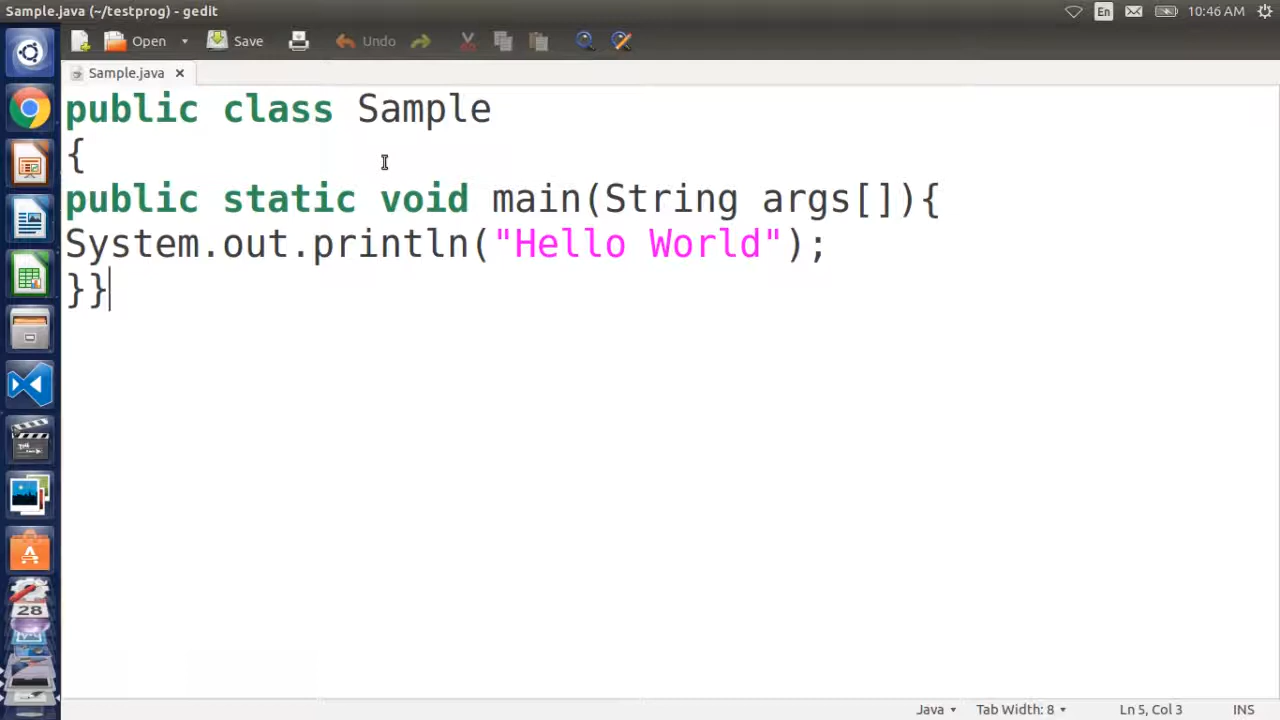 Sample.java (~/testprog) - gedit
En
10:46 AM
Open
Save
Undo
Sample.java
public class Sample
{
public static void main(String args[]){
System.out.println("Hello World");
}}
28
Java
Tab Width: 8
Ln 5, Col 3
INS